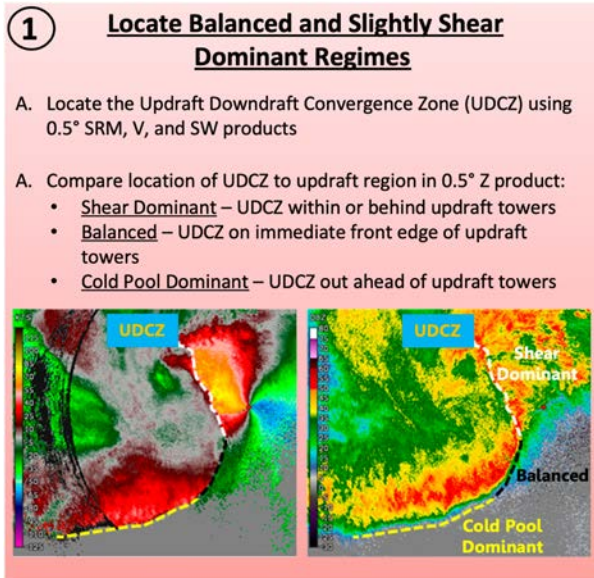 1
Locate Balanced and Slightly Shear
Dominant Regimes
A. Locate the Updraft Downdraft Convergence Zone (UDCZ) using
0.5° SRM, V, and SW products
A. Compare location of UDCZ to updraft region in 0.5° Z product:
• Shear Dominant – UDCZ within or behind updraft towers
• Balanced – UDCZ on immediate front edge of updraft
towers
• Cold Pool Dominant – UDCZ out ahead of updraft towers
UDCZ
UDCZ
Shear
Dominant
Balanced
Cold Pool
Dominant